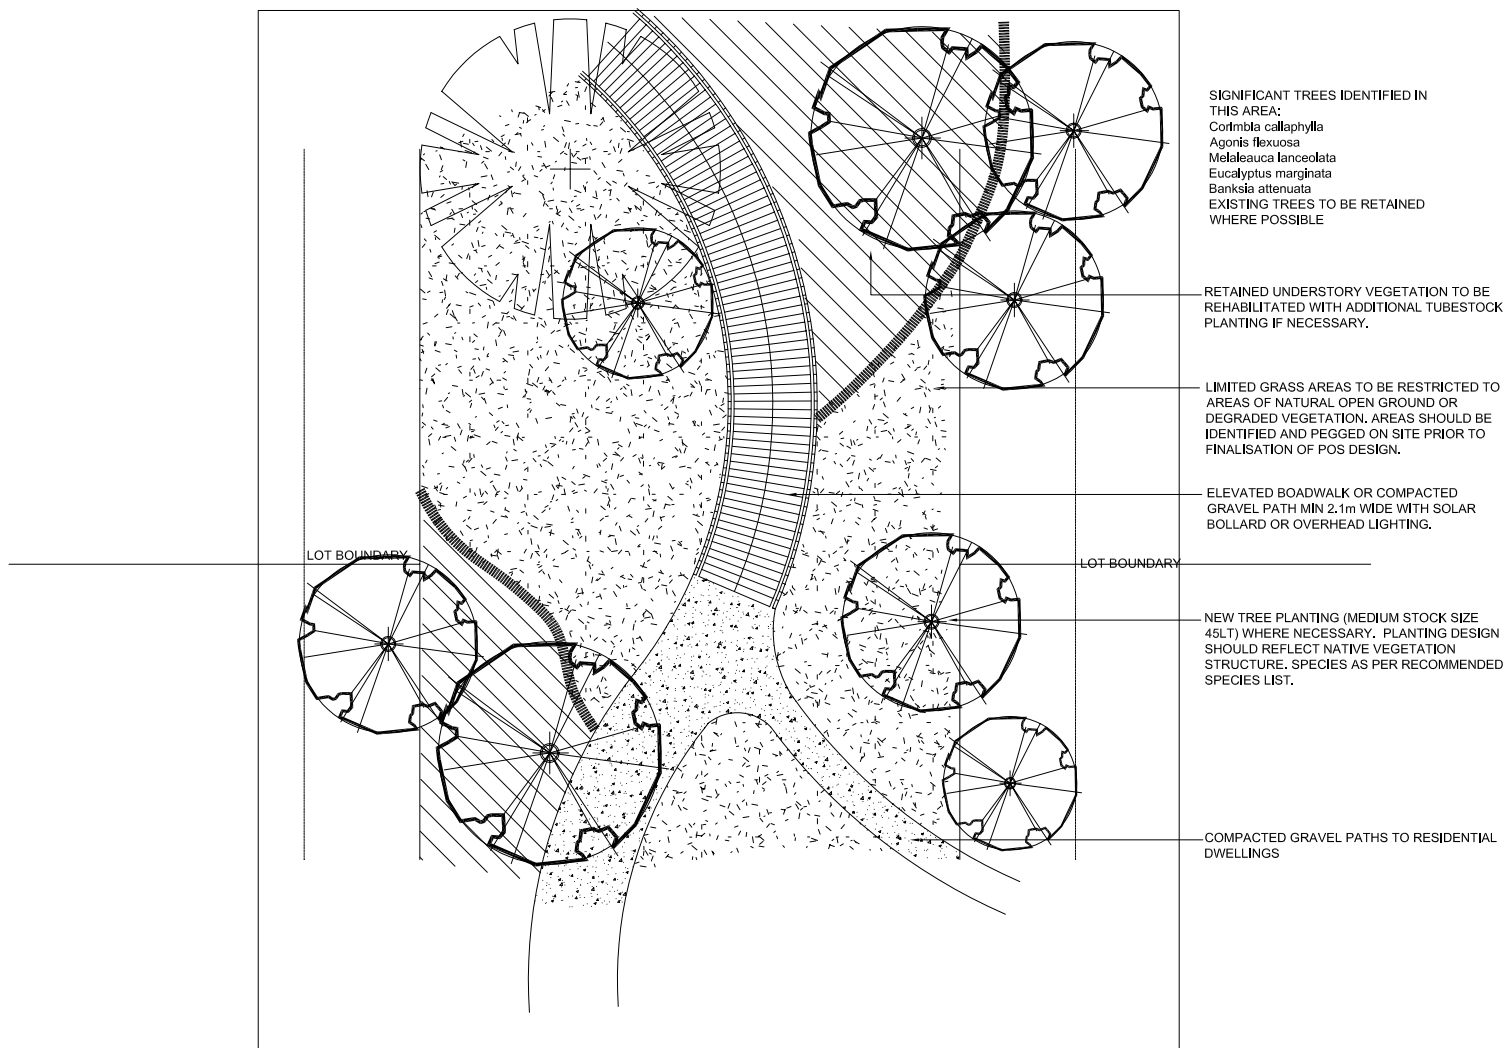 SIGNIFICANT TREES IDENTIFIED IN
THIS AREA:
Corimbia callaphylla
Agonis flexuosa
Melaleauca lanceolata
Eucalyptus marginata
Banksia attenuata
EXISTING TREES TO BE RETAINED
WHERE POSSIBLE
RETAINED UNDERSTORY VEGETATION TO BE
REHABILITATED WITH ADDITIONAL TUBESTOCK
PLANTING IF NECESSARY.
LIMITED GRASS AREAS TO BE RESTRICTED TO
AREAS OF NATURAL OPEN GROUND OR
DEGRADED VEGETATION. AREAS SHOULD BE
IDENTIFIED AND PEGGED ON SITE PRIOR TO
FINALISATION OF POS DESIGN.
ELEVATED BOADWALK OR COMPACTED
GRAVEL PATH MIN 2.1m WIDE WITH SOLAR
BOLLARD OR OVERHEAD LIGHTING.
LOT BOUNDARY
LOT BOUNDARY
NEW TREE PLANTING (MEDIUM STOCK SIZE
45LT) WHERE NECESSARY. PLANTING DESIGN
SHOULD REFLECT NATIVE VEGETATION
STRUCTURE. SPECIES AS PER RECOMMENDED
SPECIES LIST.
COMPACTED GRAVEL PATHS TO RESIDENTIAL
DWELLINGS